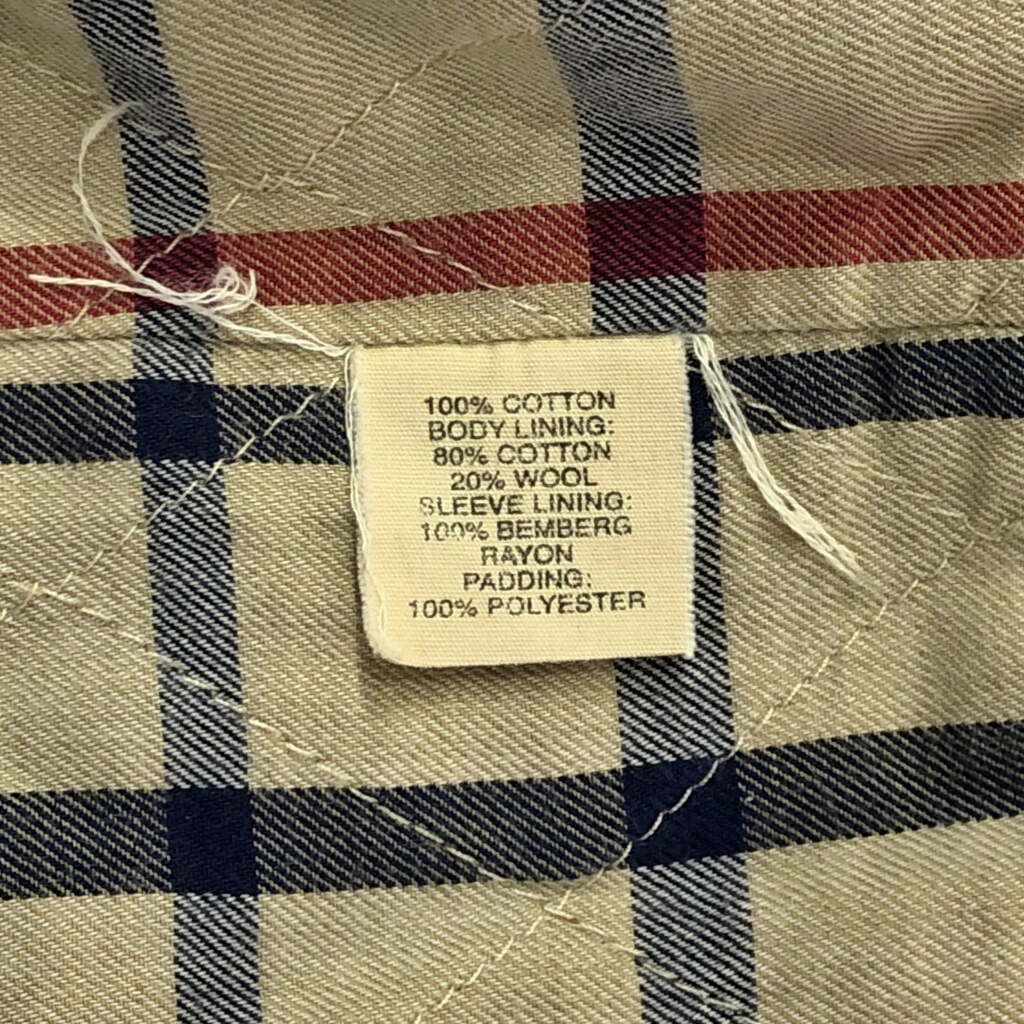 100% COTTON
BODY LINING:
80% COTTON
20% WOOL
SLEEVE LINING:
100% BEMBERG
RAYON
PADDING:
100% POLYESTER